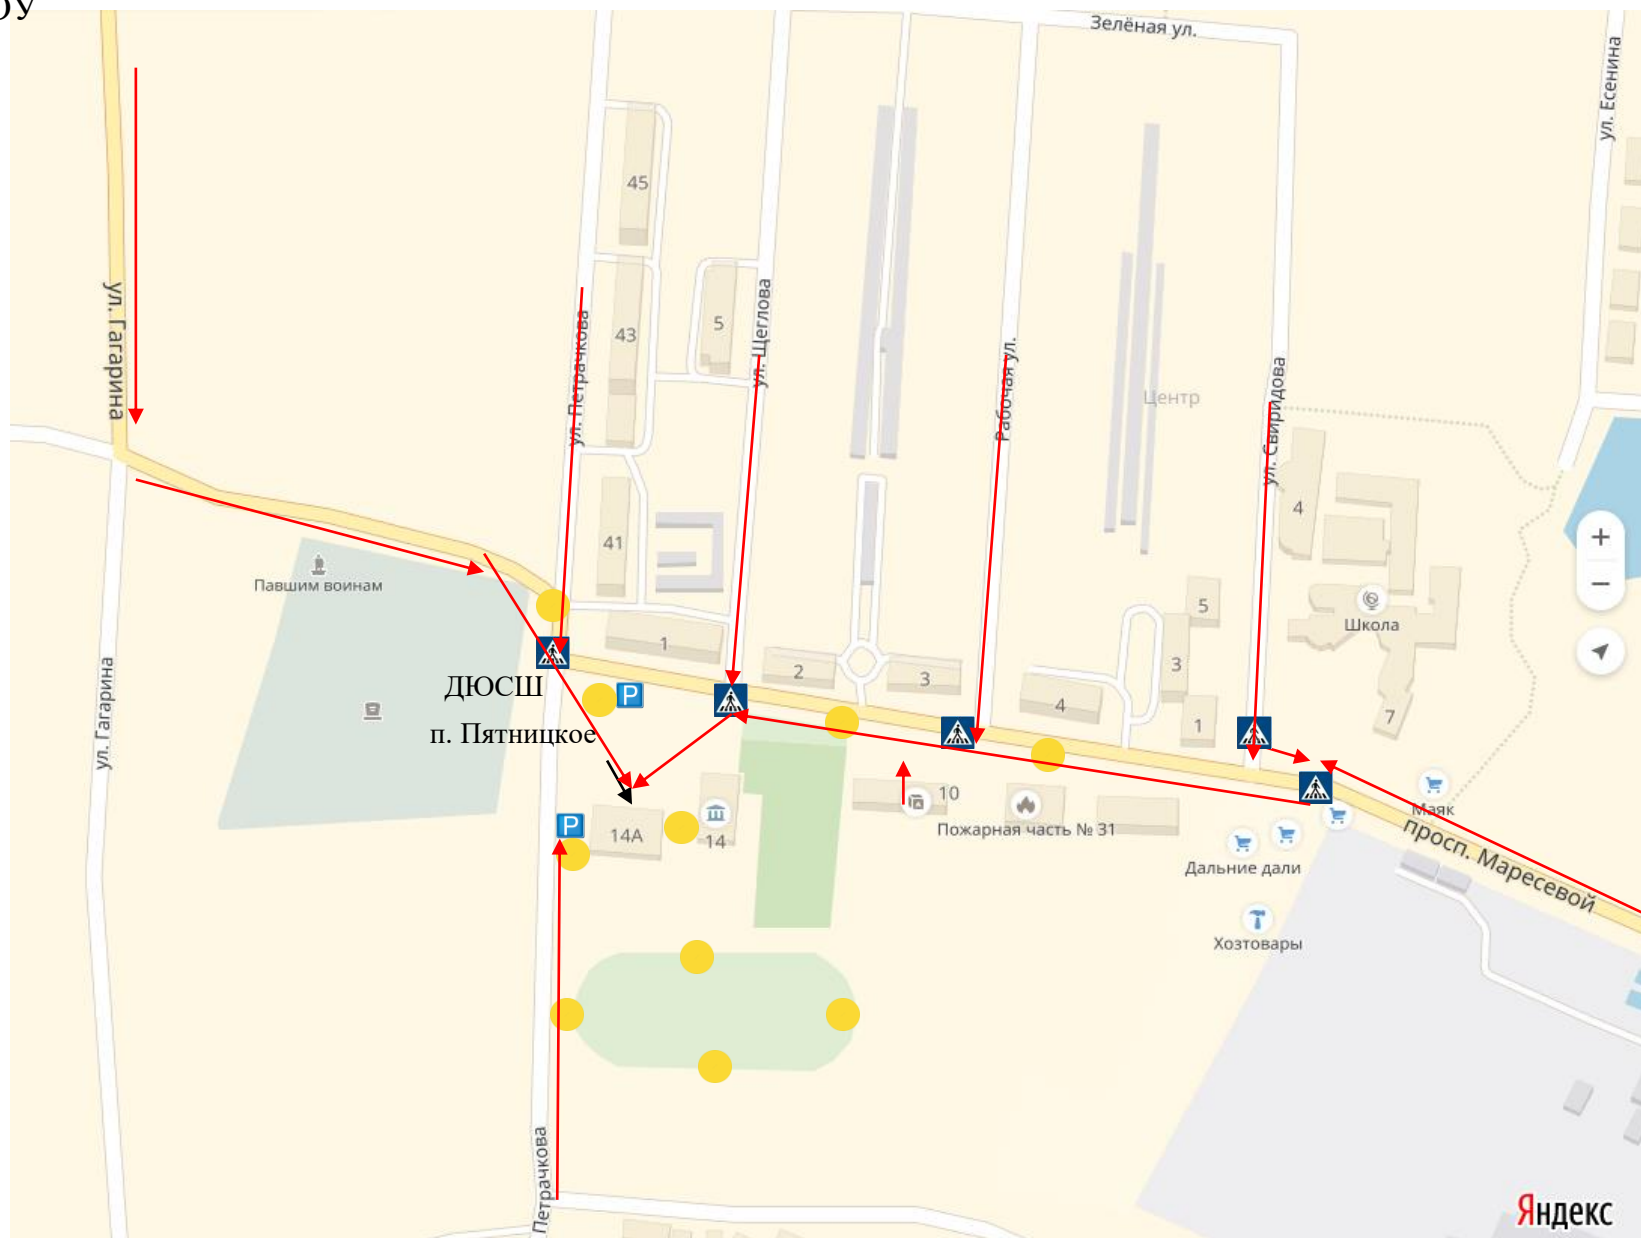 ОУ
Зелёная ул.
ул. Есенина
45
ул. Гагарина
43
5
ул. Петрачкова
ул. Щеглова
Рабочая ул.
Центр
ул. Свиридова
4
41
Павшим воинам
5
Школа
1
2
3
3
4
1
7
ДЮСШ
п. Пятницкое
ул. Гагарина
P
P
14А
14
10
Пожарная часть № 31
Маяк
просп. Маресевой
Дальние дали
Хозтовары
Петрачкова
Яндекс